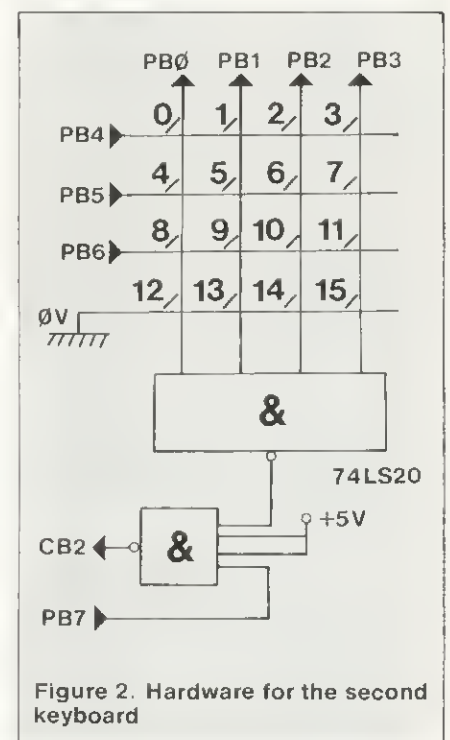 PBØ PB1 PB2 PB3
0 1 2 3
PB4
4 5 6 7
PB5
8 9 10 11
PB6
12 13 14 15
ØV
&
74LS20
+5V
CB2 &
PB7
Figure 2. Hardware for the second
keyboard